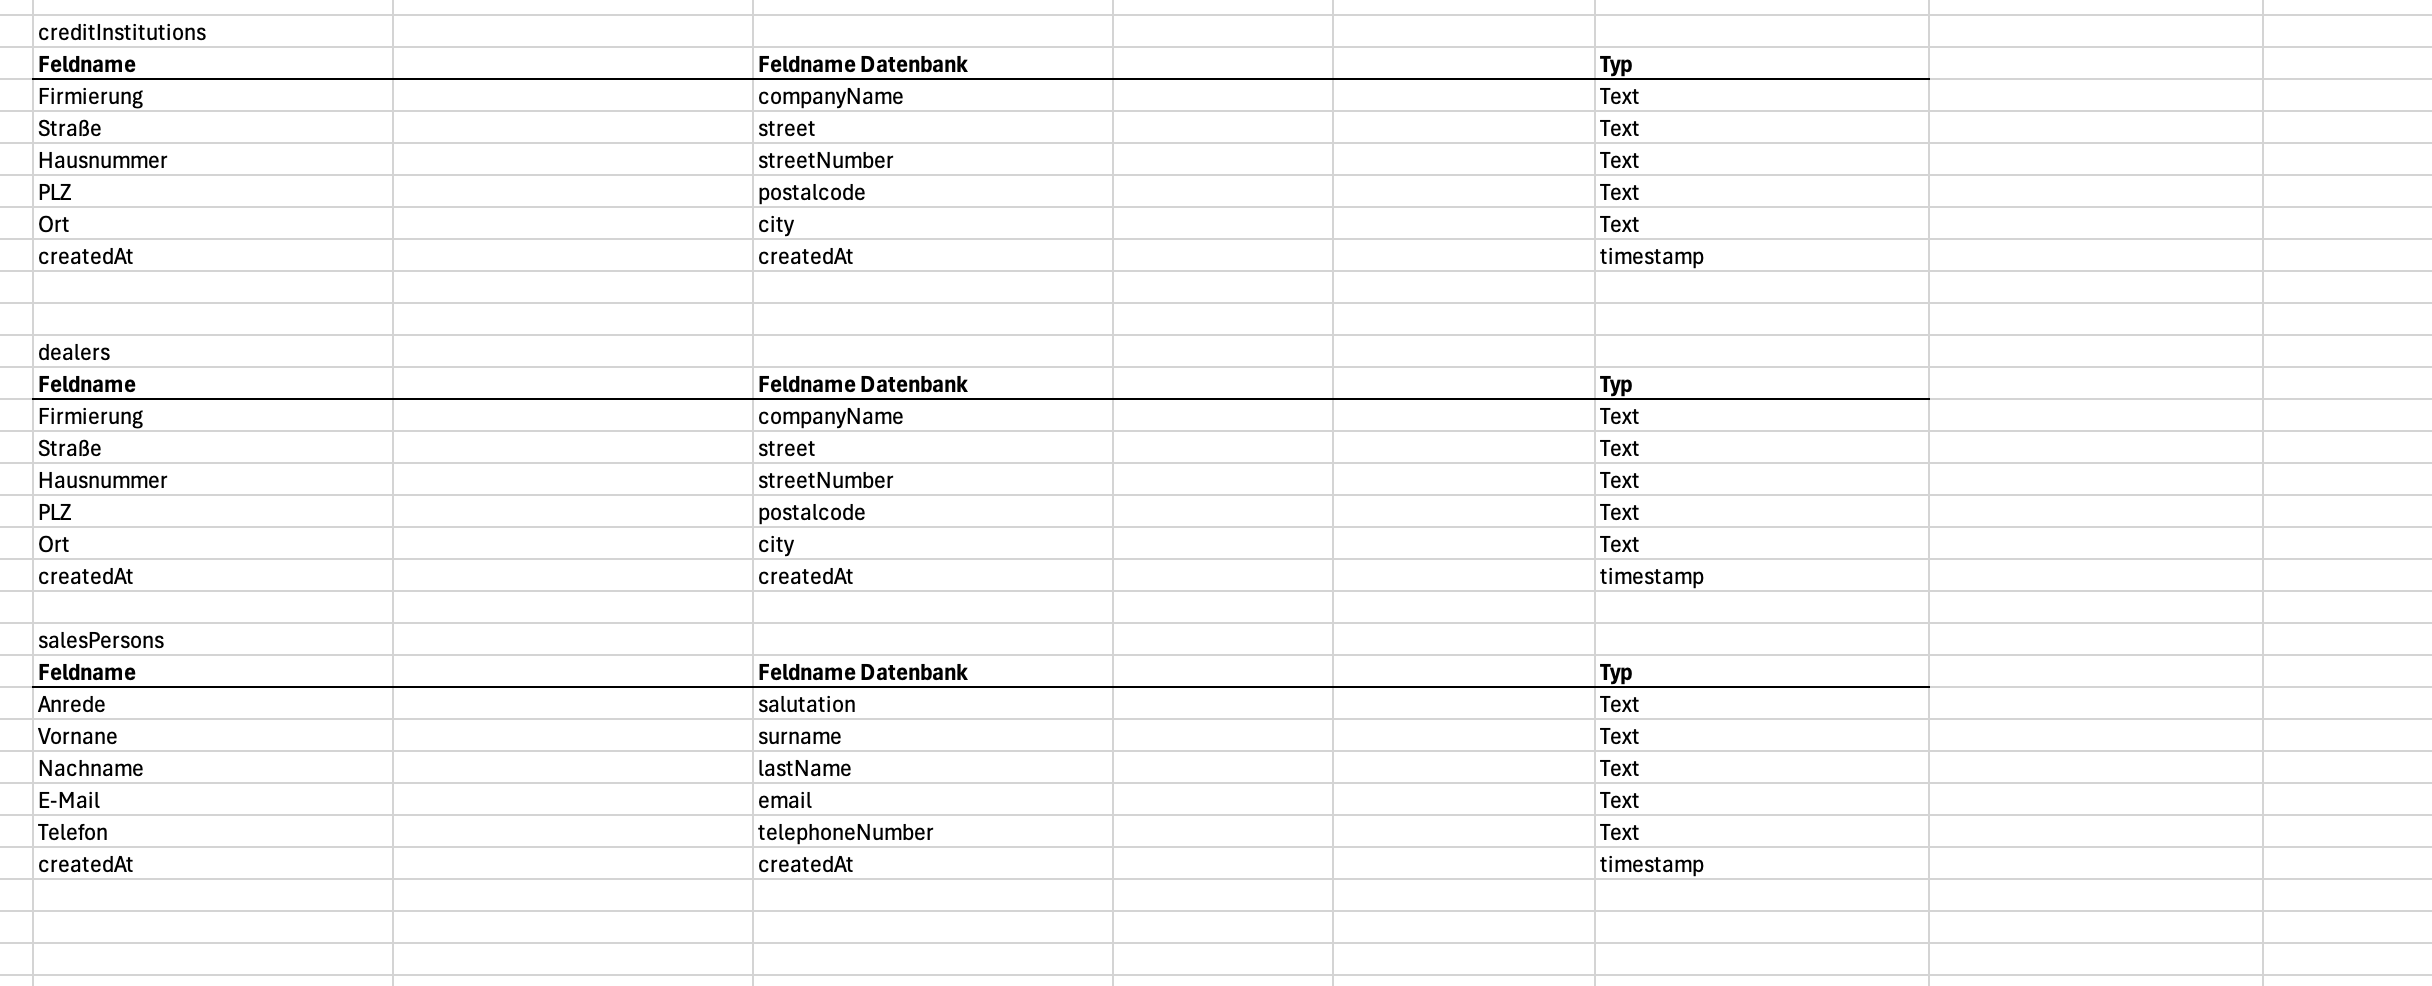 creditInstitutions
Feldname Feldname Datenbank Typ
Firmierung companyName Text
Straße street Text
Hausnummer streetNumber Text
PLZ postalcode Text
Ort city Text
createdAt createdAt timestamp
dealers
Feldname Feldname Datenbank Typ
Firmierung companyName Text
Straße street Text
Hausnummer streetNumber Text
PLZ postalcode Text
Ort city Text
createdAt createdAt timestamp
salesPersons
Feldname Feldname Datenbank Typ
Anrede salutation Text
Vornane surname Text
Nachname lastName Text
E-Mail email Text
Telefon telephoneNumber Text
createdAt createdAt timestamp